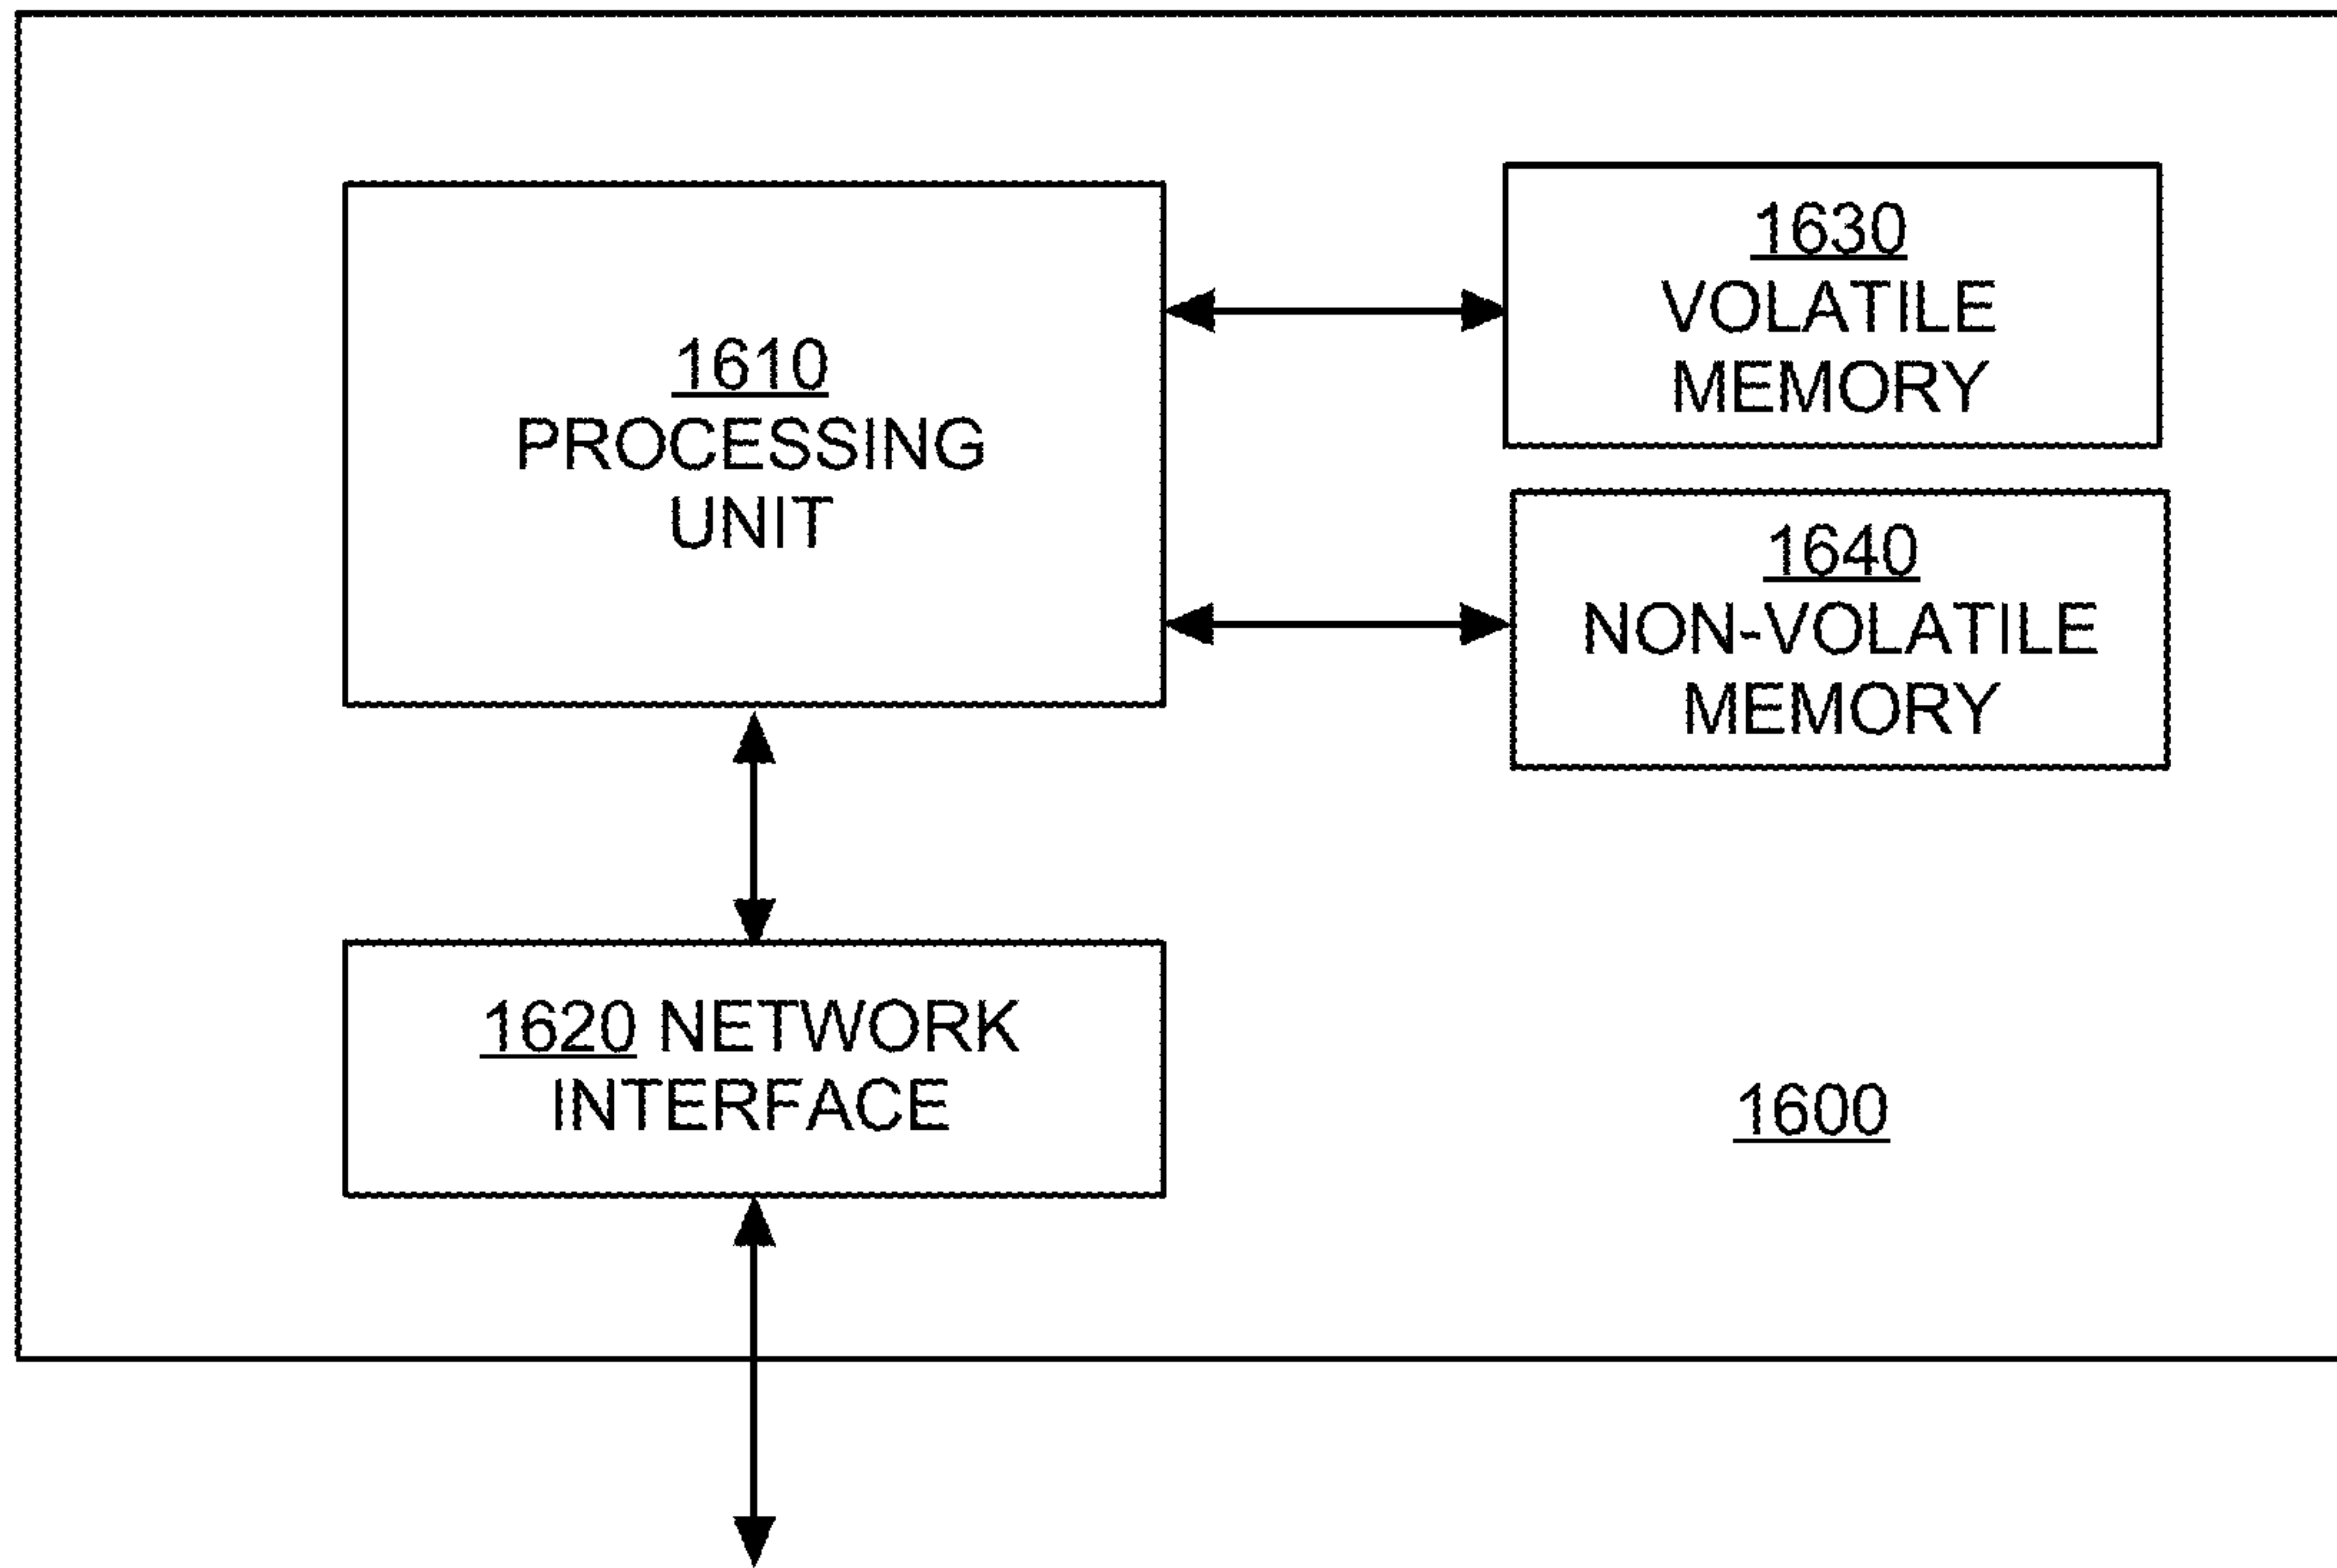 1610
PROCESSING
UNIT
1630
VOLATILE
MEMORY
1640
NON-VOLATILE
MEMORY
1620 NETWORK
INTERFACE
1600